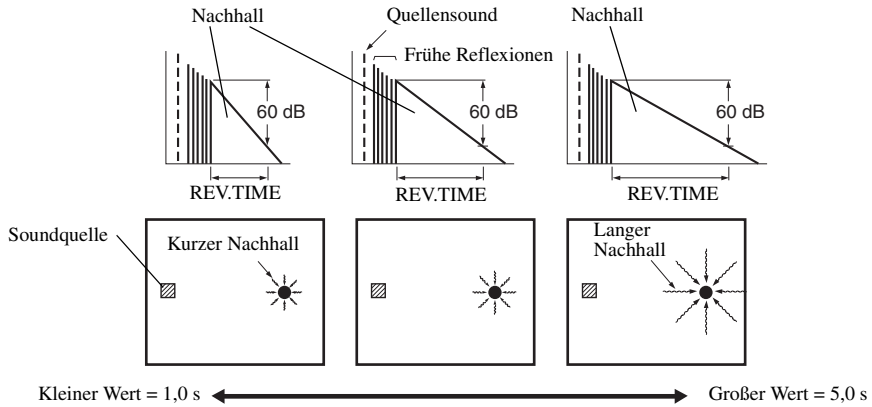 Nachhall
Quellensound
Nachhall
Frühe Reflexionen
60 dB
60 dB
60 dB
REV.TIME
REV.TIME
REV.TIME
Soundquelle
Kurzer Nachhall
Langer
Nachhall
Kleiner Wert = 1,0 s
Großer Wert = 5,0 s